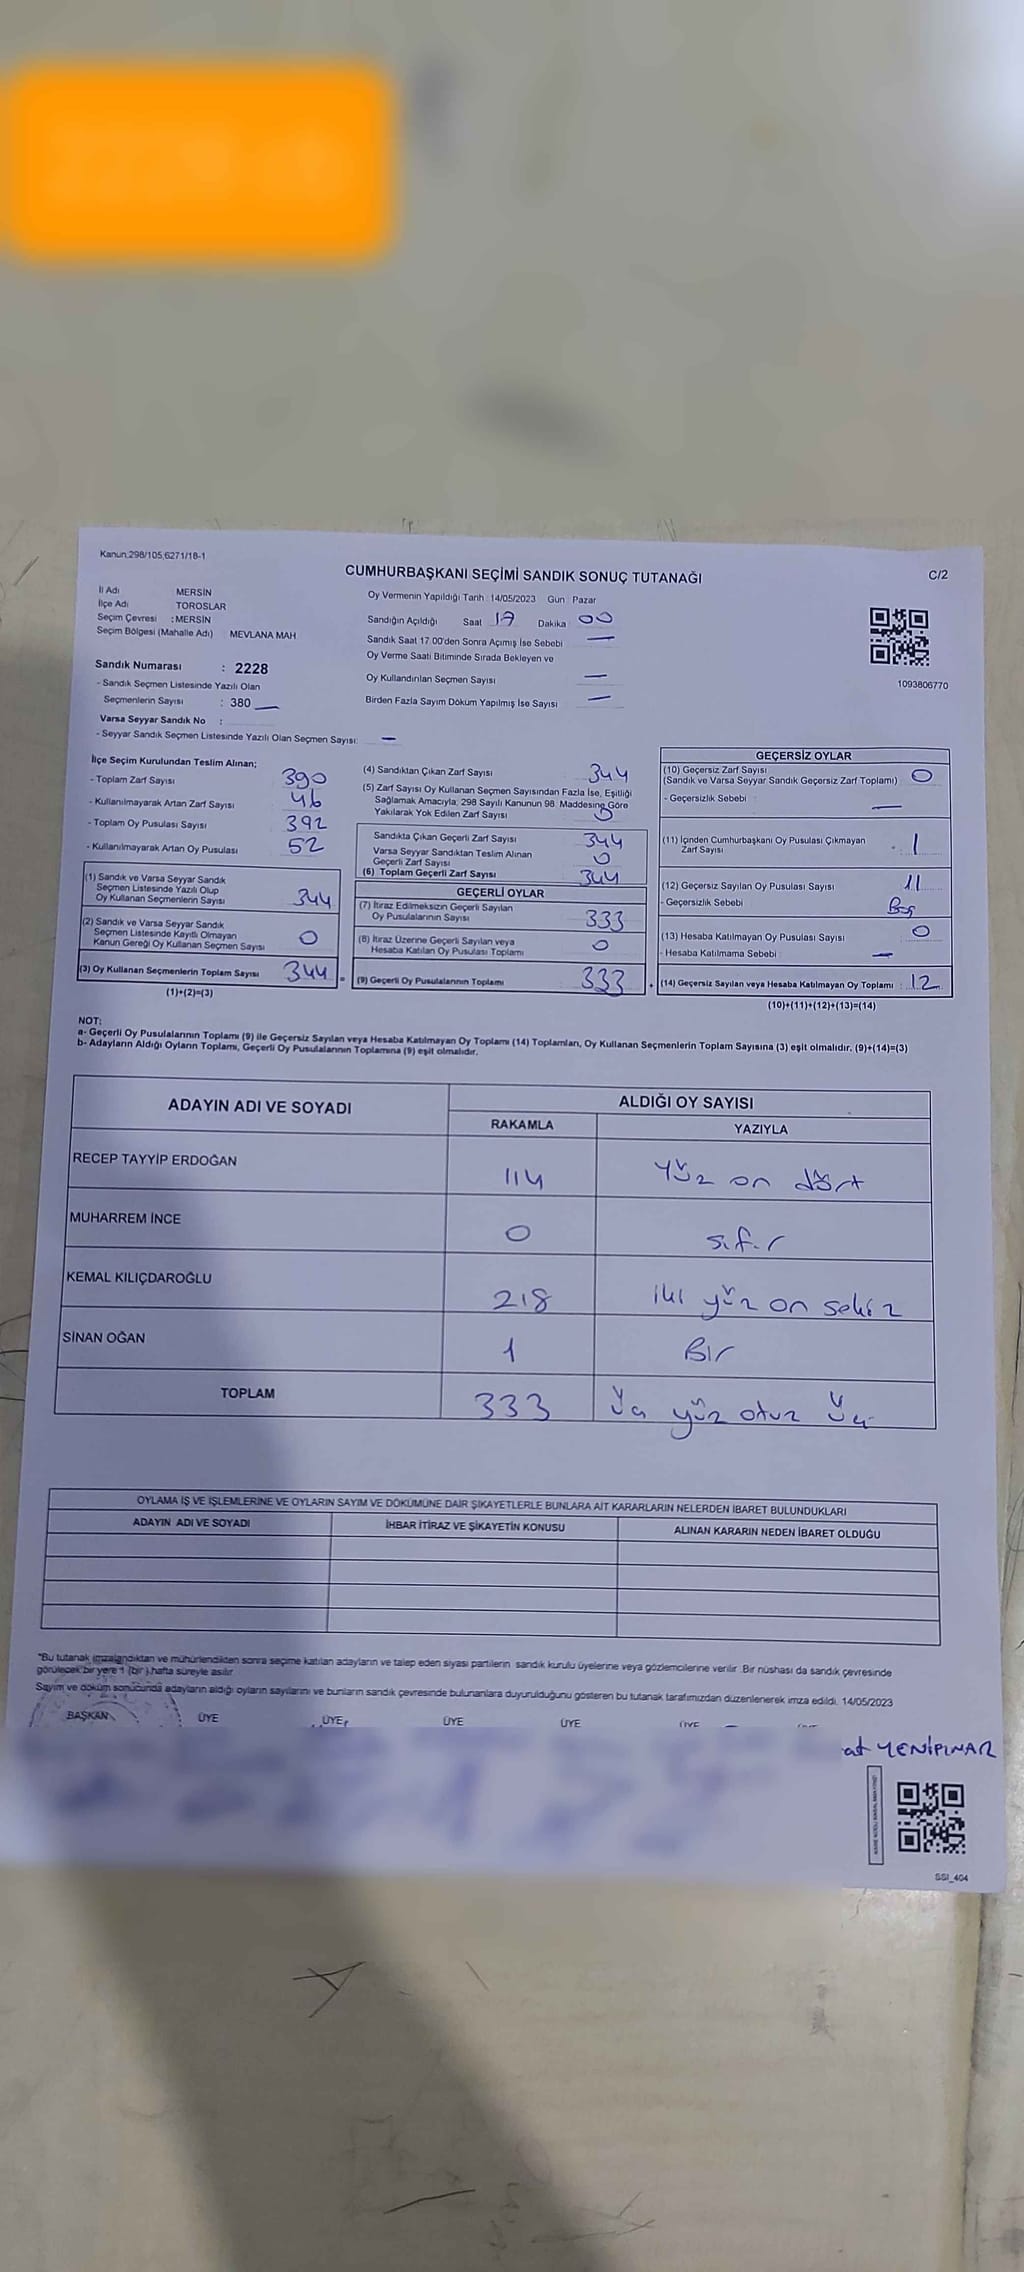 Kanun.298/105,6271/18-1
CUMHURBAŞKANI SEÇİMİ SANDIK SONUÇ TUTANAĞI
C/2
İl Adı MERSİN
İlçe Adı TOROSLAR
Seçim Çevresi : MERSİN
Seçim Bölgesi (Mahalle Adı) MEVLANA MAH
Sandık Numarası : 2228
- Sandık Seçmen Listesinde Yazılı Olan
Seçmenlerin Sayısı : 380
Varsa Seyyar Sandık No :
- Seyyar Sandık Seçmen Listesinde Yazılı Olan Seçmen Sayısı: —
Oy Vermenin Yapıldığı Tarih : 14/05/2023 Gün : Pazar
Sandığın Açıldığı Saat 17 Dakika 00
Sandık Saat 17.00'den Sonra Açımış İse Sebebi —
Oy Verme Saati Bitiminde Sırada Bekleyen ve
Oy Kullandırılan Seçmen Sayısı —
Birden Fazla Sayım Döküm Yapılmış İse Sayısı —
1093806770
İlçe Seçim Kurulundan Teslim Alınan;
- Toplam Zarf Sayısı 390
- Kullanılmayarak Artan Zarf Sayısı 46
- Toplam Oy Pusulası Sayısı 392
- Kullanılmayarak Artan Oy Pusulası 52
(1) Sandık ve Varsa Seyyar Sandık
Seçmen Listesinde Yazılı Olup
Oy Kullanan Seçmenlerin Sayısı 344
(2) Sandık ve Varsa Seyyar Sandık
Seçmen Listesinde Kayıtlı Olmayan
Kanun Gereği Oy Kullanan Seçmen Sayısı 0
(3) Oy Kullanan Seçmenlerin Toplam Sayısı 344 =
(1)+(2)=(3)
(4) Sandıktan Çıkan Zarf Sayısı 344
(5) Zarf Sayısı Oy Kullanan Seçmen Sayısından Fazla İse, Eşitliği
Sağlamak Amacıyla; 298 Sayılı Kanunun 98. Maddesine Göre
Yakılarak Yok Edilen Zarf Sayısı 0
Sandıkta Çıkan Geçerli Zarf Sayısı 344
Varsa Seyyar Sandıktan Teslim Alınan
Geçerli Zarf Sayısı 0
(6) Toplam Geçerli Zarf Sayısı 344
GEÇERLİ OYLAR
(7) İtiraz Edilmeksizin Geçerli Sayılan
Oy Pusulalarının Sayısı 333
(8) İtiraz Üzerine Geçerli Sayılan veya
Hesaba Katılan Oy Pusulası Toplamı 0
(9) Geçerli Oy Pusulalarının Toplamı 333 +
GEÇERSİZ OYLAR
(10) Geçersiz Zarf Sayısı 0
(Sandık ve Varsa Seyyar Sandık Geçersiz Zarf Toplamı)
- Geçersizlik Sebebi —
(11) İçinden Cumhurbaşkanı Oy Pusulası Çıkmayan
Zarf Sayısı 1
(12) Geçersiz Sayılan Oy Pusulası Sayısı 11
- Geçersizlik Sebebi Boş
(13) Hesaba Katılmayan Oy Pusulası Sayısı 0
- Hesaba Katılmama Sebebi —
(14) Geçersiz Sayılan veya Hesaba Katılmayan Oy Toplamı : 12
(10)+(11)+(12)+(13)=(14)
NOT:
a- Geçerli Oy Pusulalarının Toplamı (9) ile Geçersiz Sayılan veya Hesaba Katılmayan Oy Toplamı (14) Toplamları, Oy Kullanan Seçmenlerin Toplam Sayısına (3) eşit olmalıdır. (9)+(14)=(3)
b- Adayların Aldığı Oyların Toplamı, Geçerli Oy Pusulalarının Toplamına (9) eşit olmalıdır.
ADAYIN ADI VE SOYADI ALDIĞI OY SAYISI
RAKAMLA YAZIYLA
RECEP TAYYİP ERDOĞAN 114 Yüz on dört
MUHARREM İNCE 0 sıfır
KEMAL KILIÇDAROĞLU 218 iki yüz on sekiz
SİNAN OĞAN 1 Bir
TOPLAM 333 Üç yüz otuz Üç
OYLAMA İŞ VE İŞLEMLERİNE VE OYLARIN SAYIM VE DÖKÜMÜNE DAİR ŞİKAYETLERLE BUNLARA AİT KARARLARIN NELERDEN İBARET BULUNDUKLARI
ADAYIN ADI VE SOYADI İHBAR İTİRAZ VE ŞİKAYETİN KONUSU ALINAN KARARIN NEDEN İBARET OLDUĞU
"Bu tutanak imzalandıktan ve mühürlendikten sonra seçime katılan adayların ve talep eden siyasi partilerin sandık kurulu üyelerine veya gözlemcilerine verilir. Bir nüshası da sandık çevresinde
görülecek bir yere 1 (bir) hafta süreyle asılır.
Sayım ve döküm sonucunda adayların aldığı oyların sayılarını ve bunların sandık çevresinde bulunanlara duyurulduğunu gösteren bu tutanak tarafımızdan düzenlenerek imza edildi. 14/05/2023
BAŞKAN ÜYE ÜYE ÜYE ÜYE ÜYE
at YENİPINAR
SSI_404